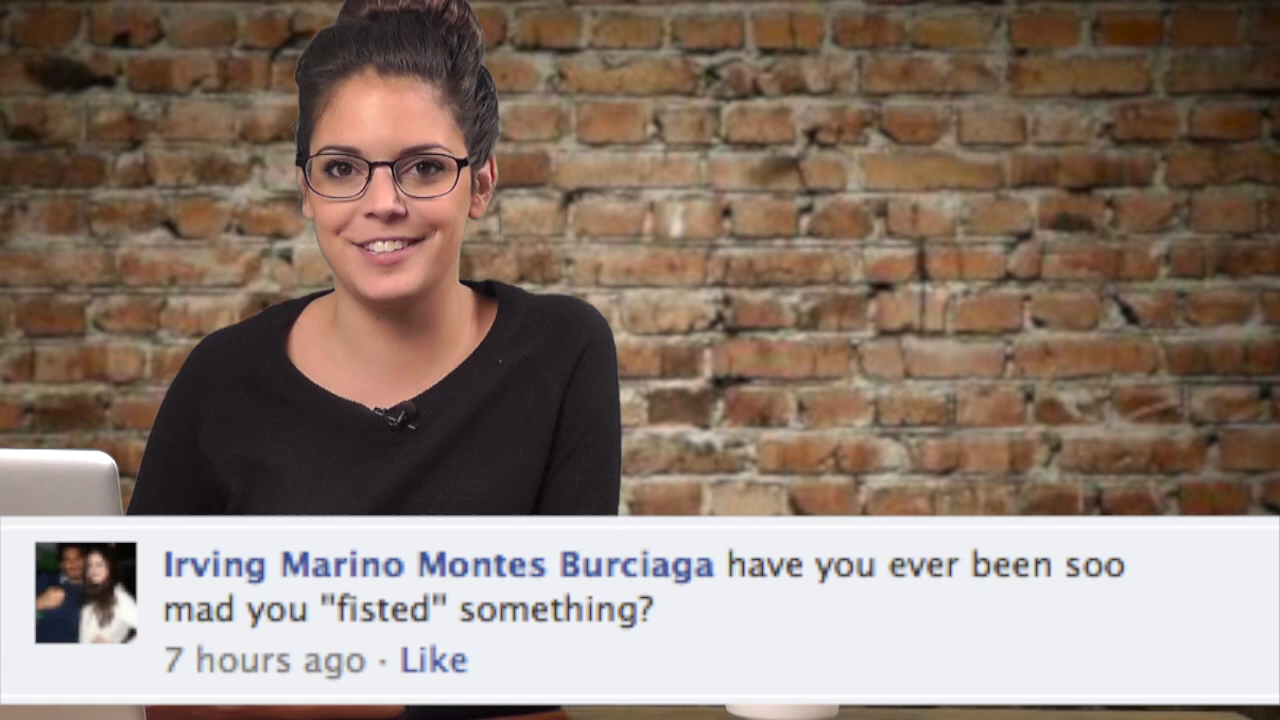 Irving Marino Montes Burciaga have you ever been soo
mad you "fisted" something?
7 hours ago · Like